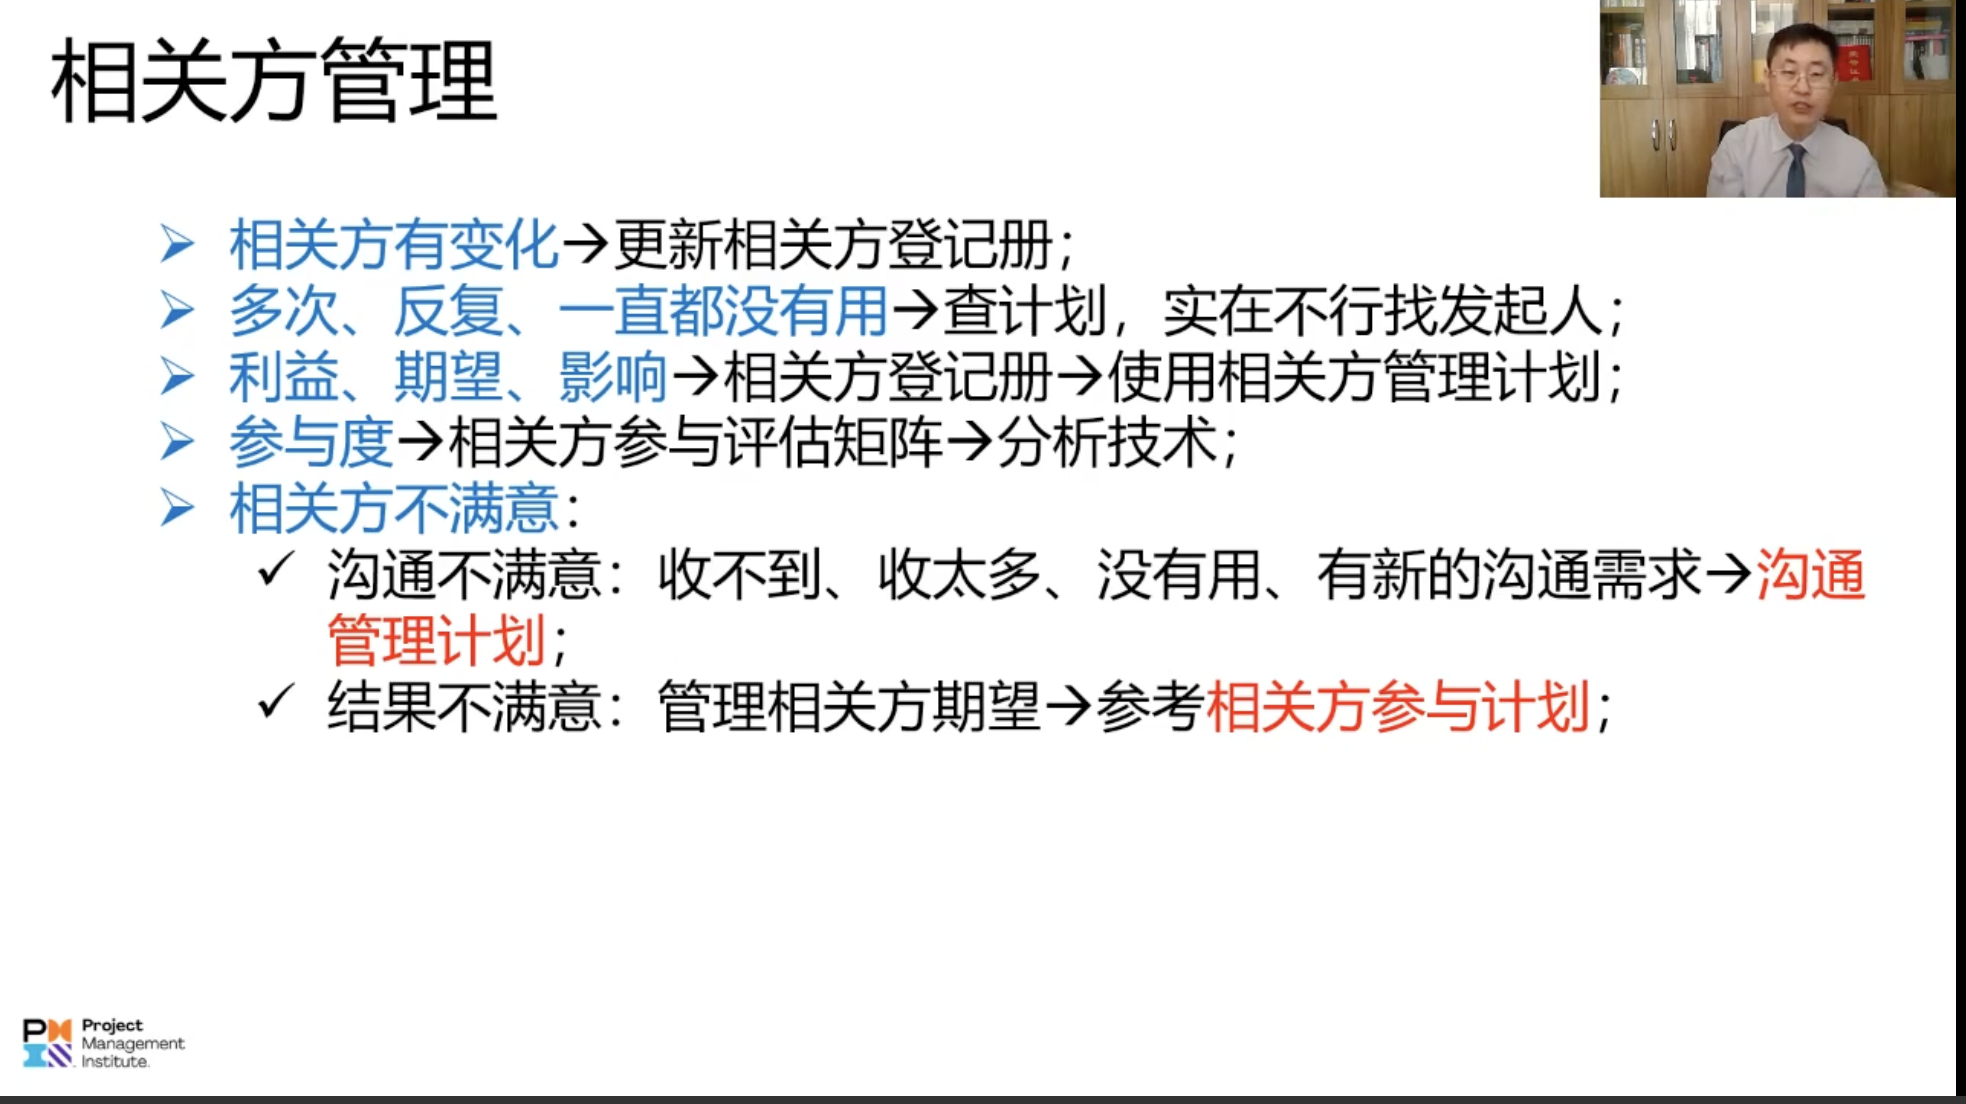 相关方管理
➢ 相关方有变化→更新相关方登记册；
➢ 多次、反复、一直都没有用→查计划，实在不行找发起人；
➢ 利益、期望、影响→相关方登记册→使用相关方管理计划；
➢ 参与度→相关方参与评估矩阵→分析技术；
➢ 相关方不满意：
✓ 沟通不满意：收不到、收太多、没有用、有新的沟通需求→沟通
管理计划；
✓ 结果不满意：管理相关方期望→参考相关方参与计划；
Project
Management
Institute.